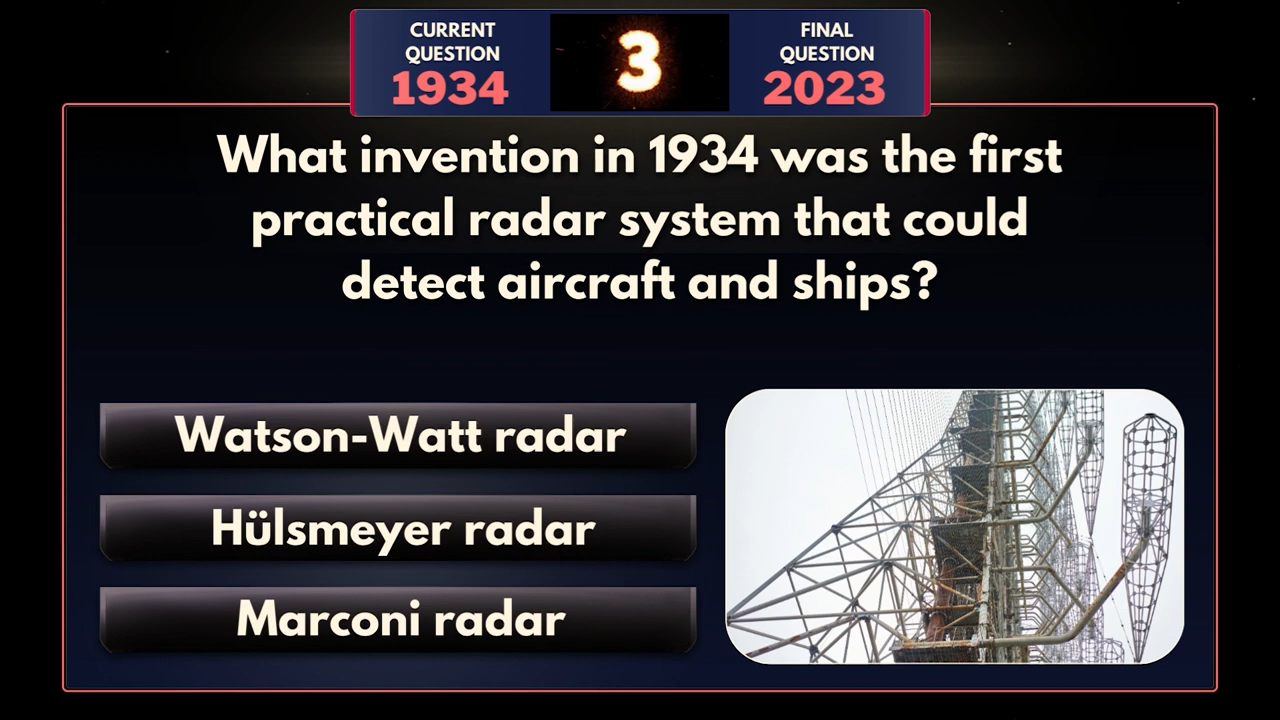 CURRENT
QUESTION
1934
3
FINAL
QUESTION
2023
What invention in 1934 was the first
practical radar system that could
detect aircraft and ships?
Watson-Watt radar
Hülsmeyer radar
Marconi radar